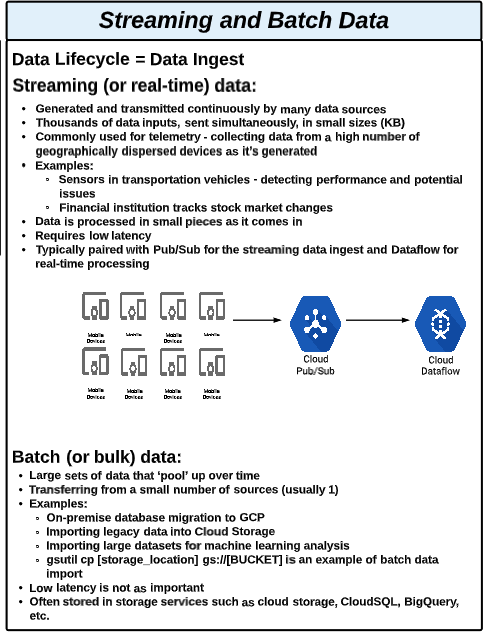 Streaming and Batch Data
Data Lifecycle = Data Ingest
Streaming (or real-time) data:
• Generated and transmitted continuously by many data sources
• Thousands of data inputs, sent simultaneously, in small sizes (KB)
• Commonly used for telemetry - collecting data from a high number of
geographically dispersed devices as it's generated
• Examples:
◦ Sensors in transportation vehicles - detecting performance and potential
issues
◦ Financial institution tracks stock market changes
• Data is processed in small pieces as it comes in
• Requires low latency
• Typically paired with Pub/Sub for the streaming data ingest and Dataflow for
real-time processing
Mobile Mobile Mobile Mobile
Devices Devices Devices
Mobile Mobile Mobile Mobile
Devices Devices Devices Devices
Cloud
Pub/Sub
Cloud
Dataflow
Batch (or bulk) data:
• Large sets of data that 'pool' up over time
• Transferring from a small number of sources (usually 1)
• Examples:
◦ On-premise database migration to GCP
◦ Importing legacy data into Cloud Storage
◦ Importing large datasets for machine learning analysis
◦ gsutil cp [storage_location] gs://[BUCKET] is an example of batch data
import
• Low latency is not as important
• Often stored in storage services such as cloud storage, CloudSQL, BigQuery,
etc.